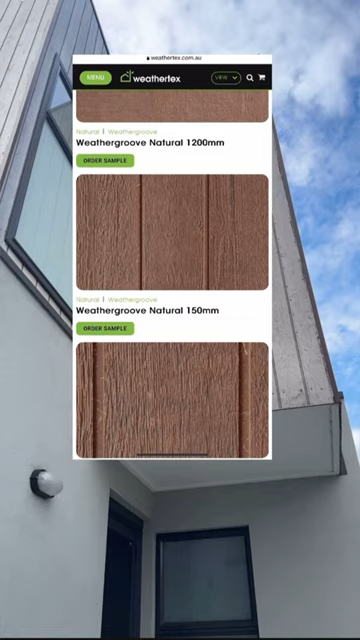 weathertex.com.au
MENU
weathertex
VIEW
Natural | Weathergroove
Weathergroove Natural 1200mm
ORDER SAMPLE
Natural | Weathergroove
Weathergroove Natural 150mm
ORDER SAMPLE